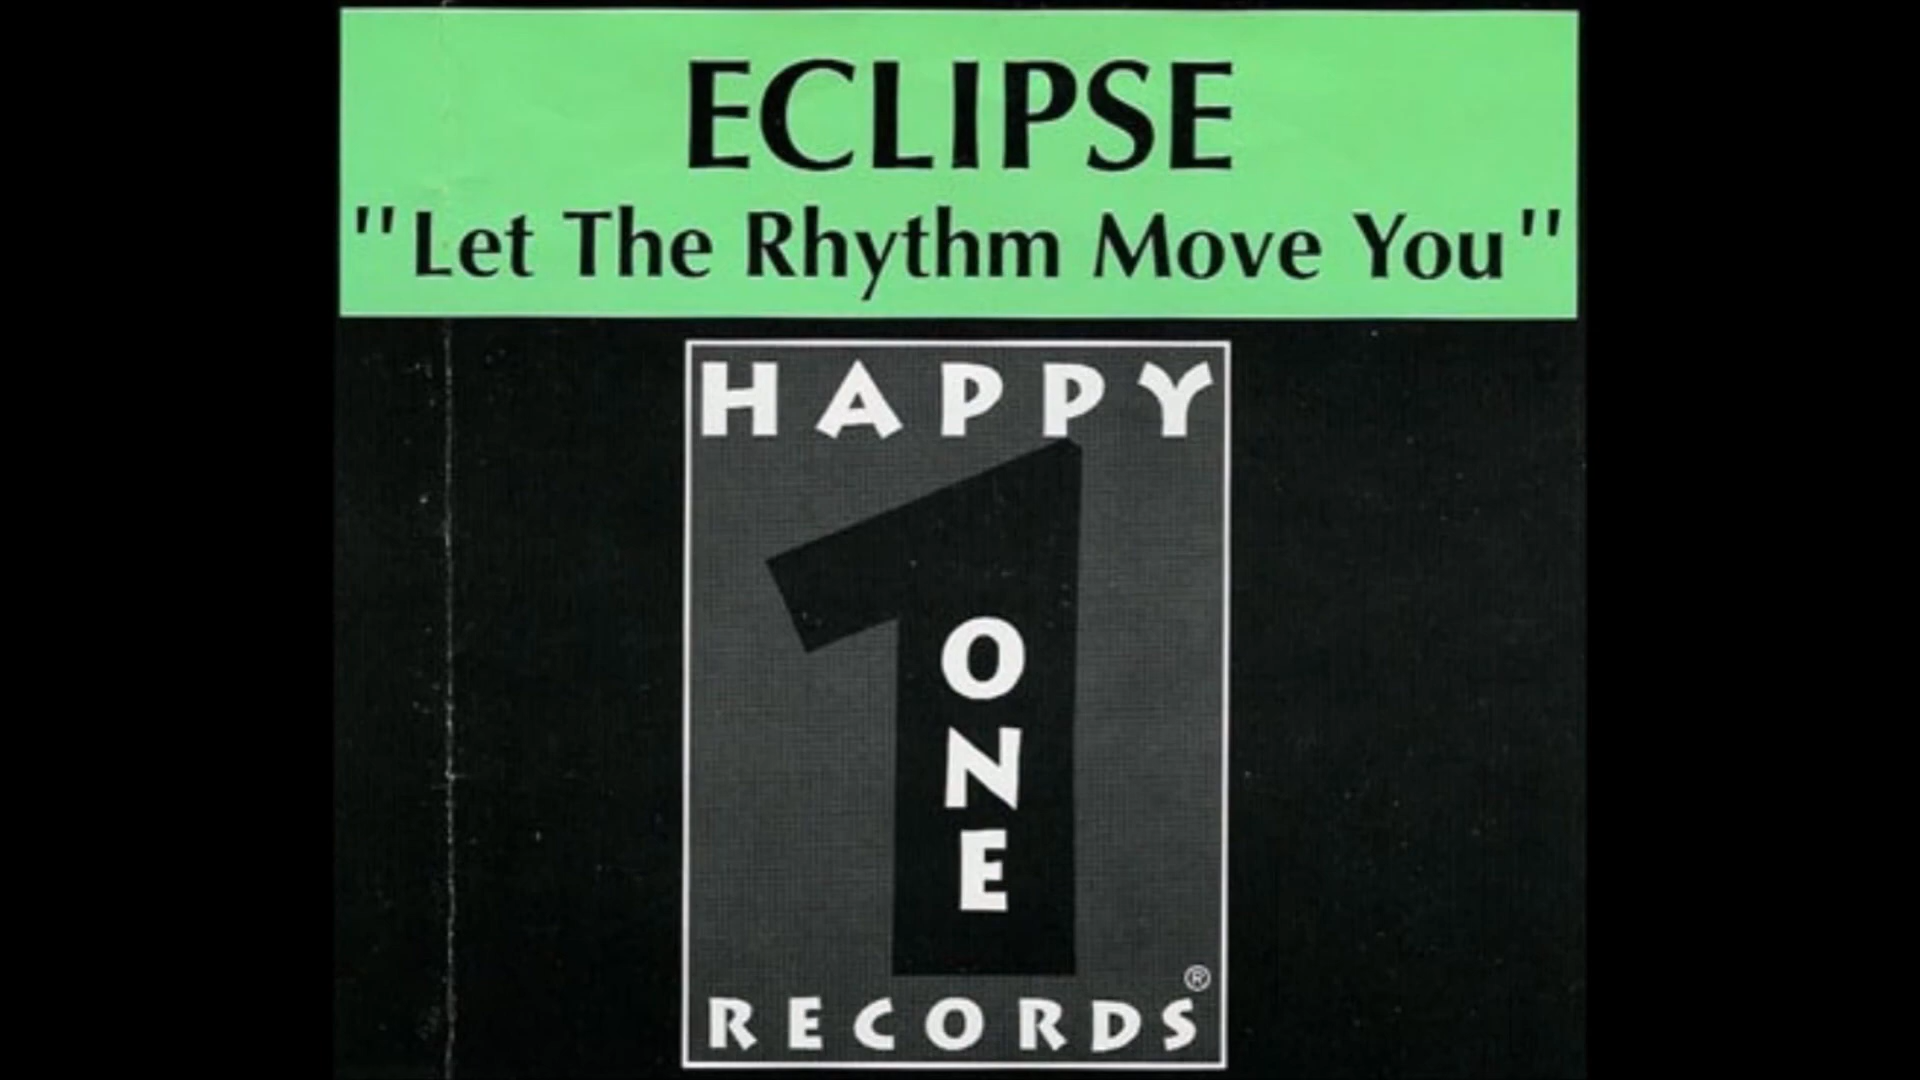 ECLIPSE
"Let The Rhythm Move You"
HAPPY
1
ONE
®
RECORDS